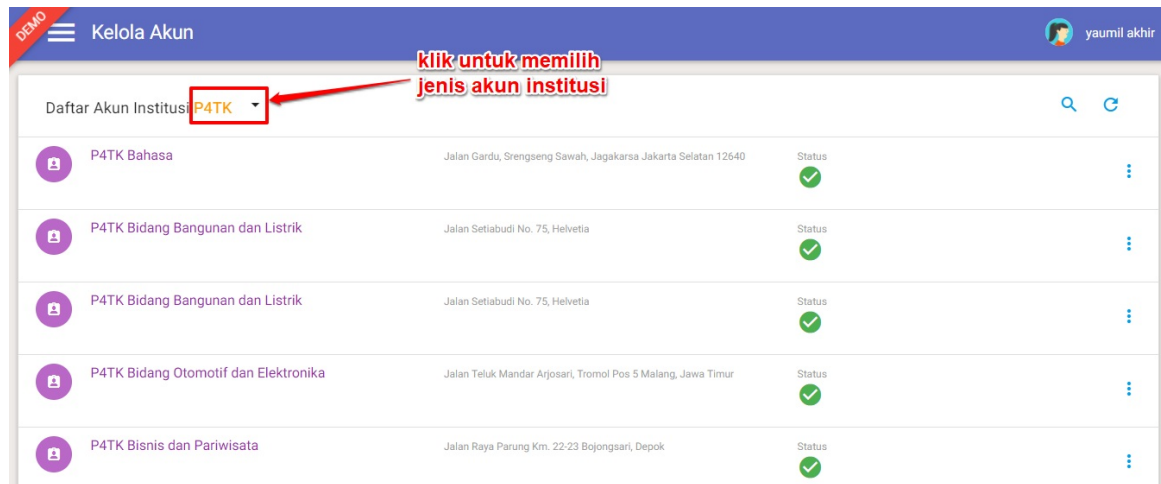 DEMO
Kelola Akun
yaumil akhir
klik untuk memilih
jenis akun institusi
Daftar Akun Institusi P4TK
P4TK Bahasa
Jalan Gardu, Srengseng Sawah, Jagakarsa Jakarta Selatan 12640
Status
P4TK Bidang Bangunan dan Listrik
Jalan Setiabudi No. 75, Helvetia
Status
P4TK Bidang Bangunan dan Listrik
Jalan Setiabudi No. 75, Helvetia
Status
P4TK Bidang Otomotif dan Elektronika
Jalan Teluk Mandar Arjosari, Tromol Pos 5 Malang, Jawa Timur
Status
P4TK Bisnis dan Pariwisata
Jalan Raya Parung Km. 22-23 Bojongsari, Depok
Status